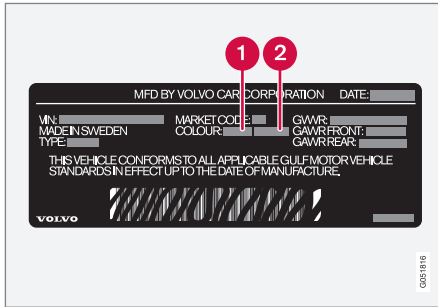 1 2
MFD BY VOLVO CAR CORPORATION DATE:
VIN: MARKET CODE: GVWR:
MADE IN SWEDEN COLOUR: GAWR FRONT:
TYPE: GAWR REAR:
THIS VEHICLE CONFORMS TO ALL APPLICABLE GULF MOTOR VEHICLE
STANDARDS IN EFFECT UP TO THE DATE OF MANUFACTURE.
VOLVO
G051816